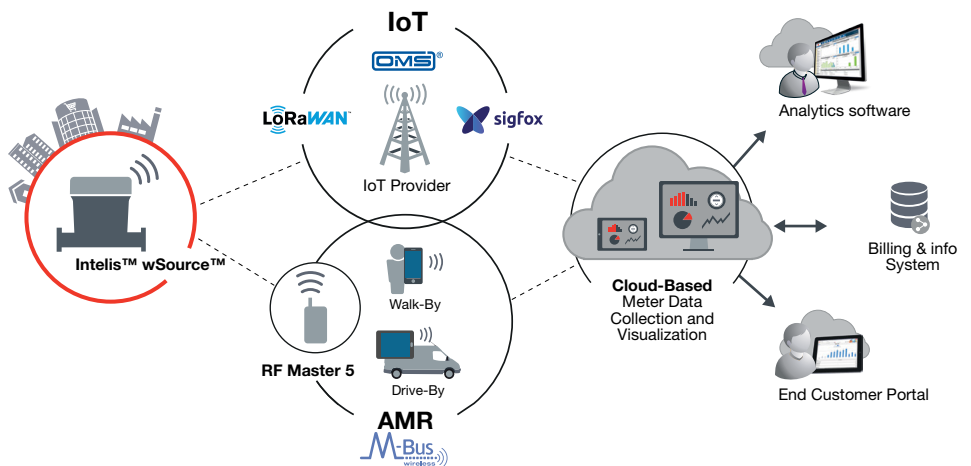 IoT
OMS®
LoRaWAN™
sigfox
IoT Provider
Intelis™ wSource™
RF Master 5
Walk-By
Drive-By
AMR
M-Bus
wireless
Cloud-Based
Meter Data
Collection and
Visualization
Analytics software
Billing & info
System
End Customer Portal